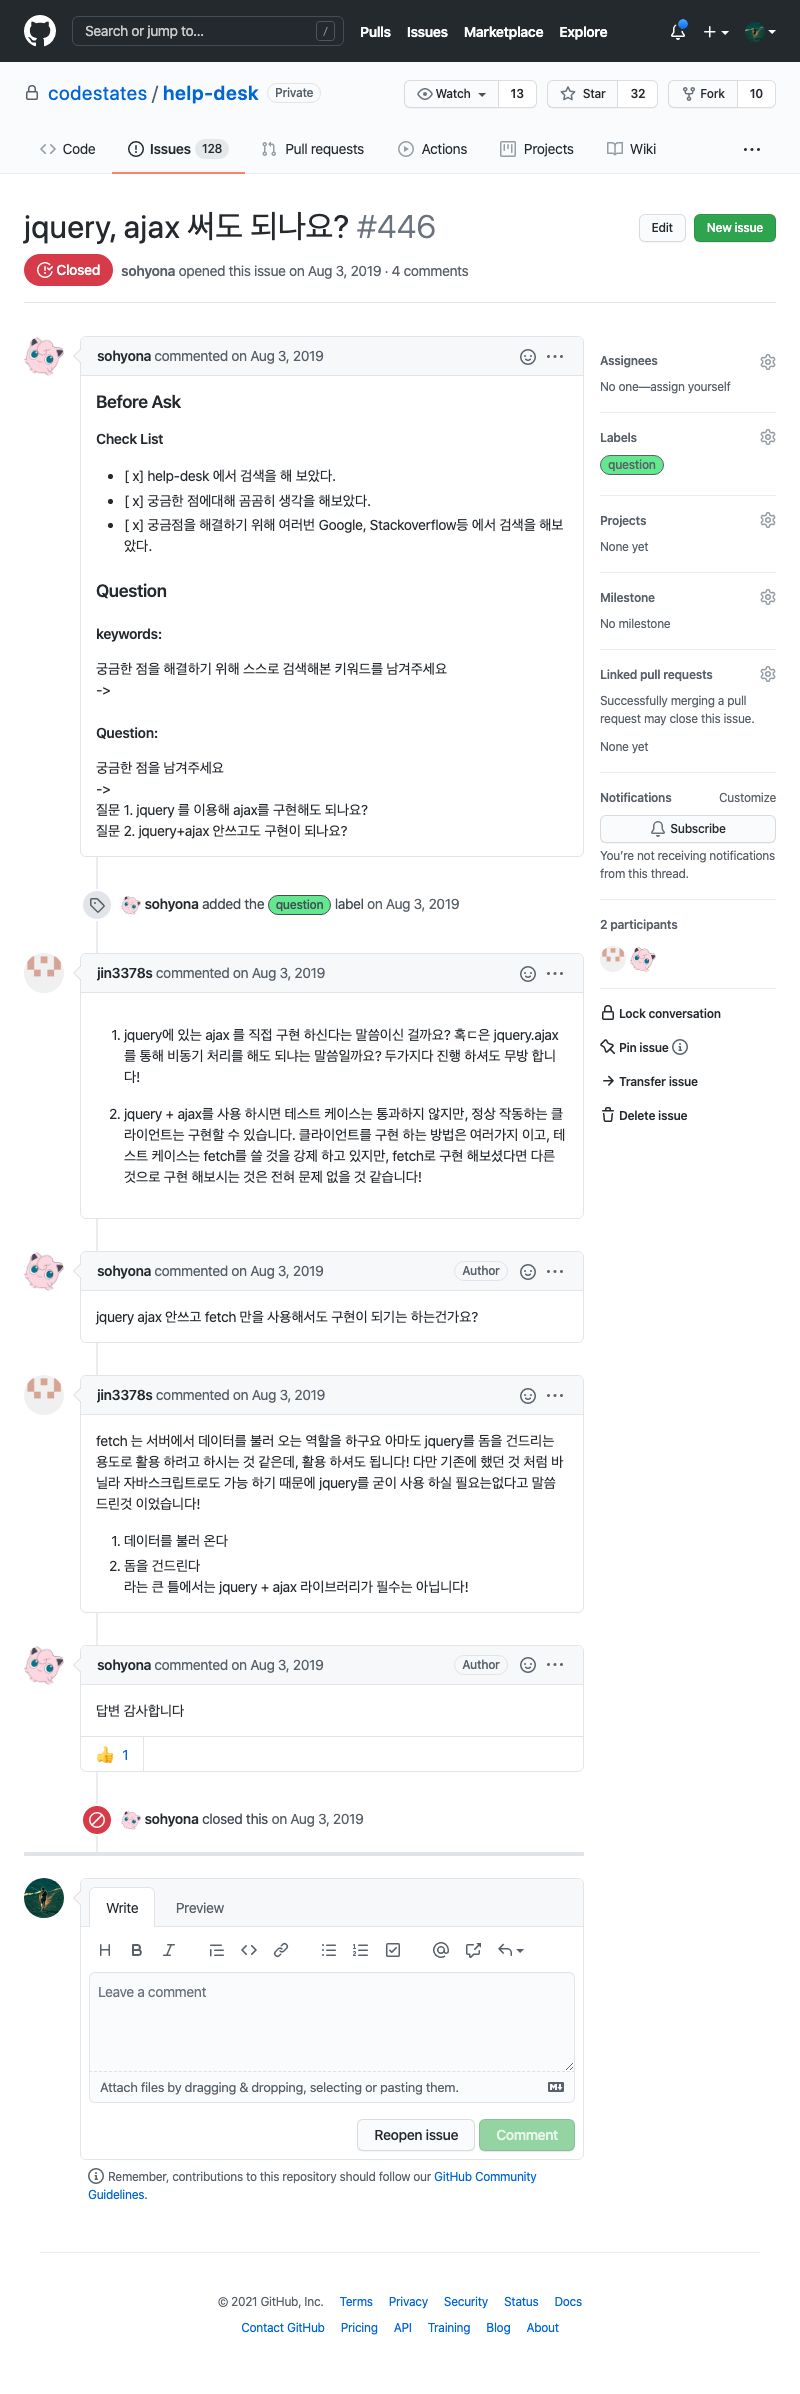 Search or jump to... /
Pulls Issues Marketplace Explore
codestates / help-desk Private
Watch 13 Star 32 Fork 10
Code Issues 128 Pull requests Actions Projects Wiki ...
jquery, ajax 써도 되나요? #446
Edit New issue
Closed sohyona opened this issue on Aug 3, 2019 · 4 comments
sohyona commented on Aug 3, 2019
Before Ask
Check List
• [ x] help-desk 에서 검색을 해 보았다.
• [ x] 궁금한 점에대해 곰곰히 생각을 해보았다.
• [ x] 궁금점을 해결하기 위해 여러번 Google, Stackoverflow등 에서 검색을 해보
았다.
Question
keywords:
궁금한 점을 해결하기 위해 스스로 검색해본 키워드를 남겨주세요
->
Question:
궁금한 점을 남겨주세요
->
질문 1. jquery 를 이용해 ajax를 구현해도 되나요?
질문 2. jquery+ajax 안쓰고도 구현이 되나요?
sohyona added the question label on Aug 3, 2019
jin3378s commented on Aug 3, 2019
1. jquery에 있는 ajax 를 직접 구현 하신다는 말씀이신 걸까요? 혹ㄷ은 jquery.ajax
를 통해 비동기 처리를 해도 되냐는 말씀일까요? 두가지다 진행 하셔도 무방 합니
다!
2. jquery + ajax를 사용 하시면 테스트 케이스는 통과하지 않지만, 정상 작동하는 클
라이언트는 구현할 수 있습니다. 클라이언트를 구현 하는 방법은 여러가지 이고, 테
스트 케이스는 fetch를 쓸 것을 강제 하고 있지만, fetch로 구현 해보셨다면 다른
것으로 구현 해보시는 것은 전혀 문제 없을 것 같습니다!
sohyona commented on Aug 3, 2019 Author
jquery ajax 안쓰고 fetch 만을 사용해서도 구현이 되기는 하는건가요?
jin3378s commented on Aug 3, 2019
fetch 는 서버에서 데이터를 불러 오는 역할을 하구요 아마도 jquery를 돔을 건드리는
용도로 활용 하려고 하시는 것 같은데, 활용 하셔도 됩니다! 다만 기존에 했던 것 처럼 바
닐라 자바스크립트로도 가능 하기 때문에 jquery를 굳이 사용 하실 필요는없다고 말씀
드린것 이었습니다!
1. 데이터를 불러 온다
2. 돔을 건드린다
라는 큰 틀에서는 jquery + ajax 라이브러리가 필수는 아닙니다!
sohyona commented on Aug 3, 2019 Author
답변 감사합니다
👍 1
sohyona closed this on Aug 3, 2019
Write Preview
Leave a comment
Attach files by dragging & dropping, selecting or pasting them.
Reopen issue Comment
Remember, contributions to this repository should follow our GitHub Community
Guidelines.
Assignees
No one—assign yourself
Labels
question
Projects
None yet
Milestone
No milestone
Linked pull requests
Successfully merging a pull
request may close this issue.
None yet
Notifications Customize
Subscribe
You're not receiving notifications
from this thread.
2 participants
Lock conversation
Pin issue
Transfer issue
Delete issue
© 2021 GitHub, Inc. Terms Privacy Security Status Docs
Contact GitHub Pricing API Training Blog About